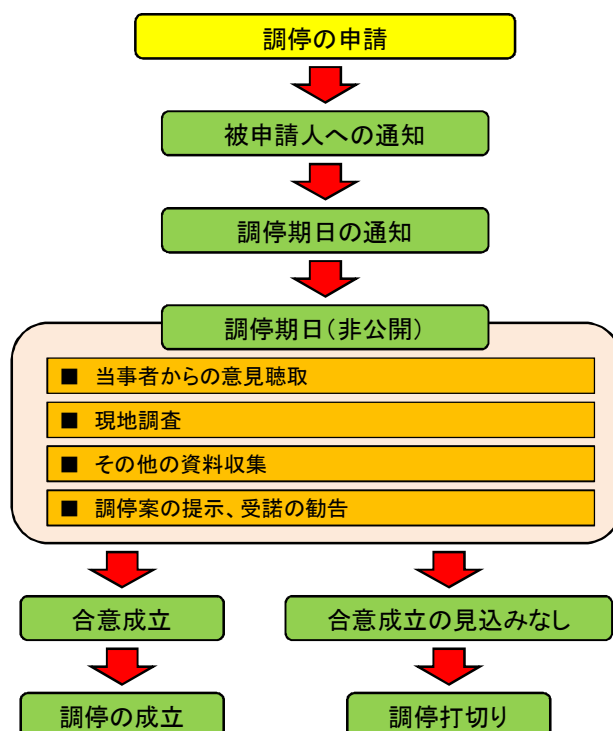 調停の申請
被申請人への通知
調停期日の通知
調停期日(非公開)
■ 当事者からの意見聴取
■ 現地調査
■ その他の資料収集
■ 調停案の提示、受諾の勧告
合意成立
合意成立の見込みなし
調停の成立
調停打切り